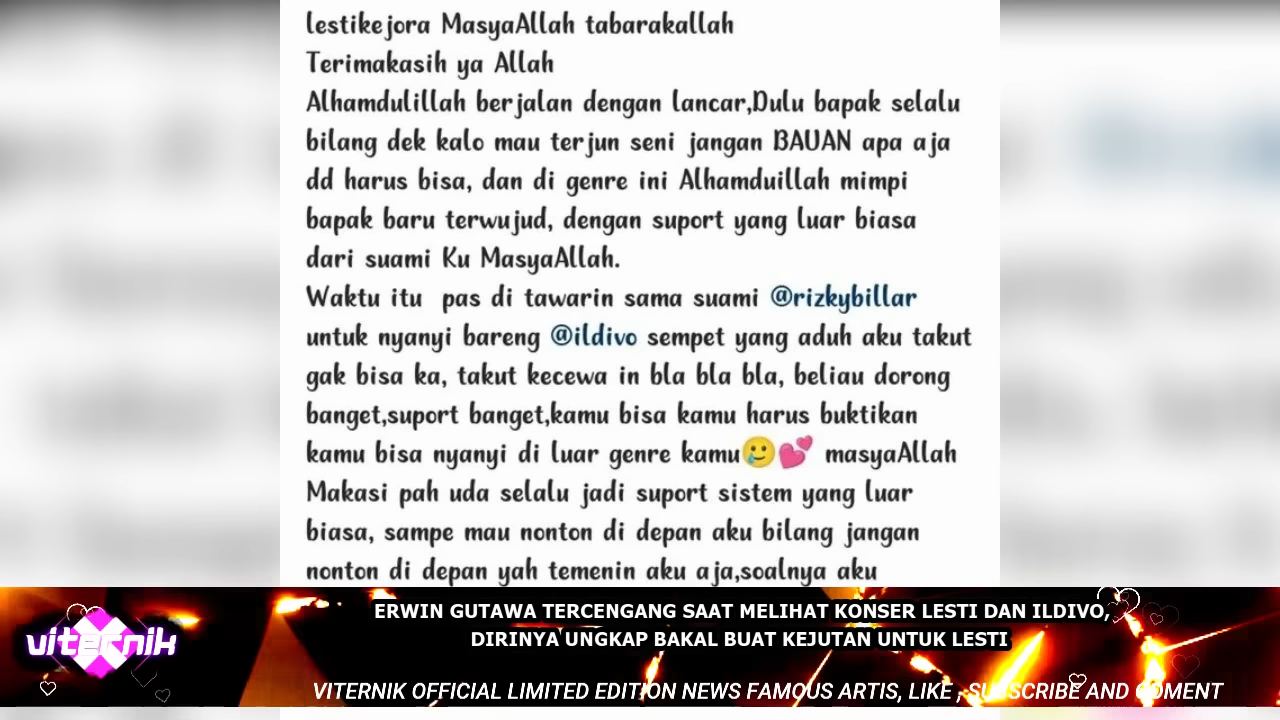 lestikejora MasyaAllah tabarakallah
Terimakasih ya Allah
Alhamdulillah berjalan dengan lancar,Dulu bapak selalu
bilang dek kalo mau terjun seni jangan BAUAN apa aja
dd harus bisa, dan di genre ini Alhamduillah mimpi
bapak baru terwujud, dengan suport yang luar biasa
dari suami Ku MasyaAllah.
Waktu itu pas di tawarin sama suami @rizkybillar
untuk nyanyi bareng @ildivo sempet yang aduh aku takut
gak bisa ka, takut kecewa in bla bla bla, beliau dorong
banget,suport banget,kamu bisa kamu harus buktikan
kamu bisa nyanyi di luar genre kamu🥲💕 masyaAllah
Makasi pah uda selalu jadi suport sistem yang luar
biasa, sampe mau nonton di depan aku bilang jangan
nonton di depan yah temenin aku aja,soalnya aku
ERWIN GUTAWA TERCENGANG SAAT MELIHAT KONSER LESTI DAN ILDIVO,
DIRINYA UNGKAP BAKAL BUAT KEJUTAN UNTUK LESTI
viternik
VITERNIK OFFICIAL LIMITED EDITION NEWS FAMOUS ARTIS, LIKE , SUBSCRIBE AND COMENT